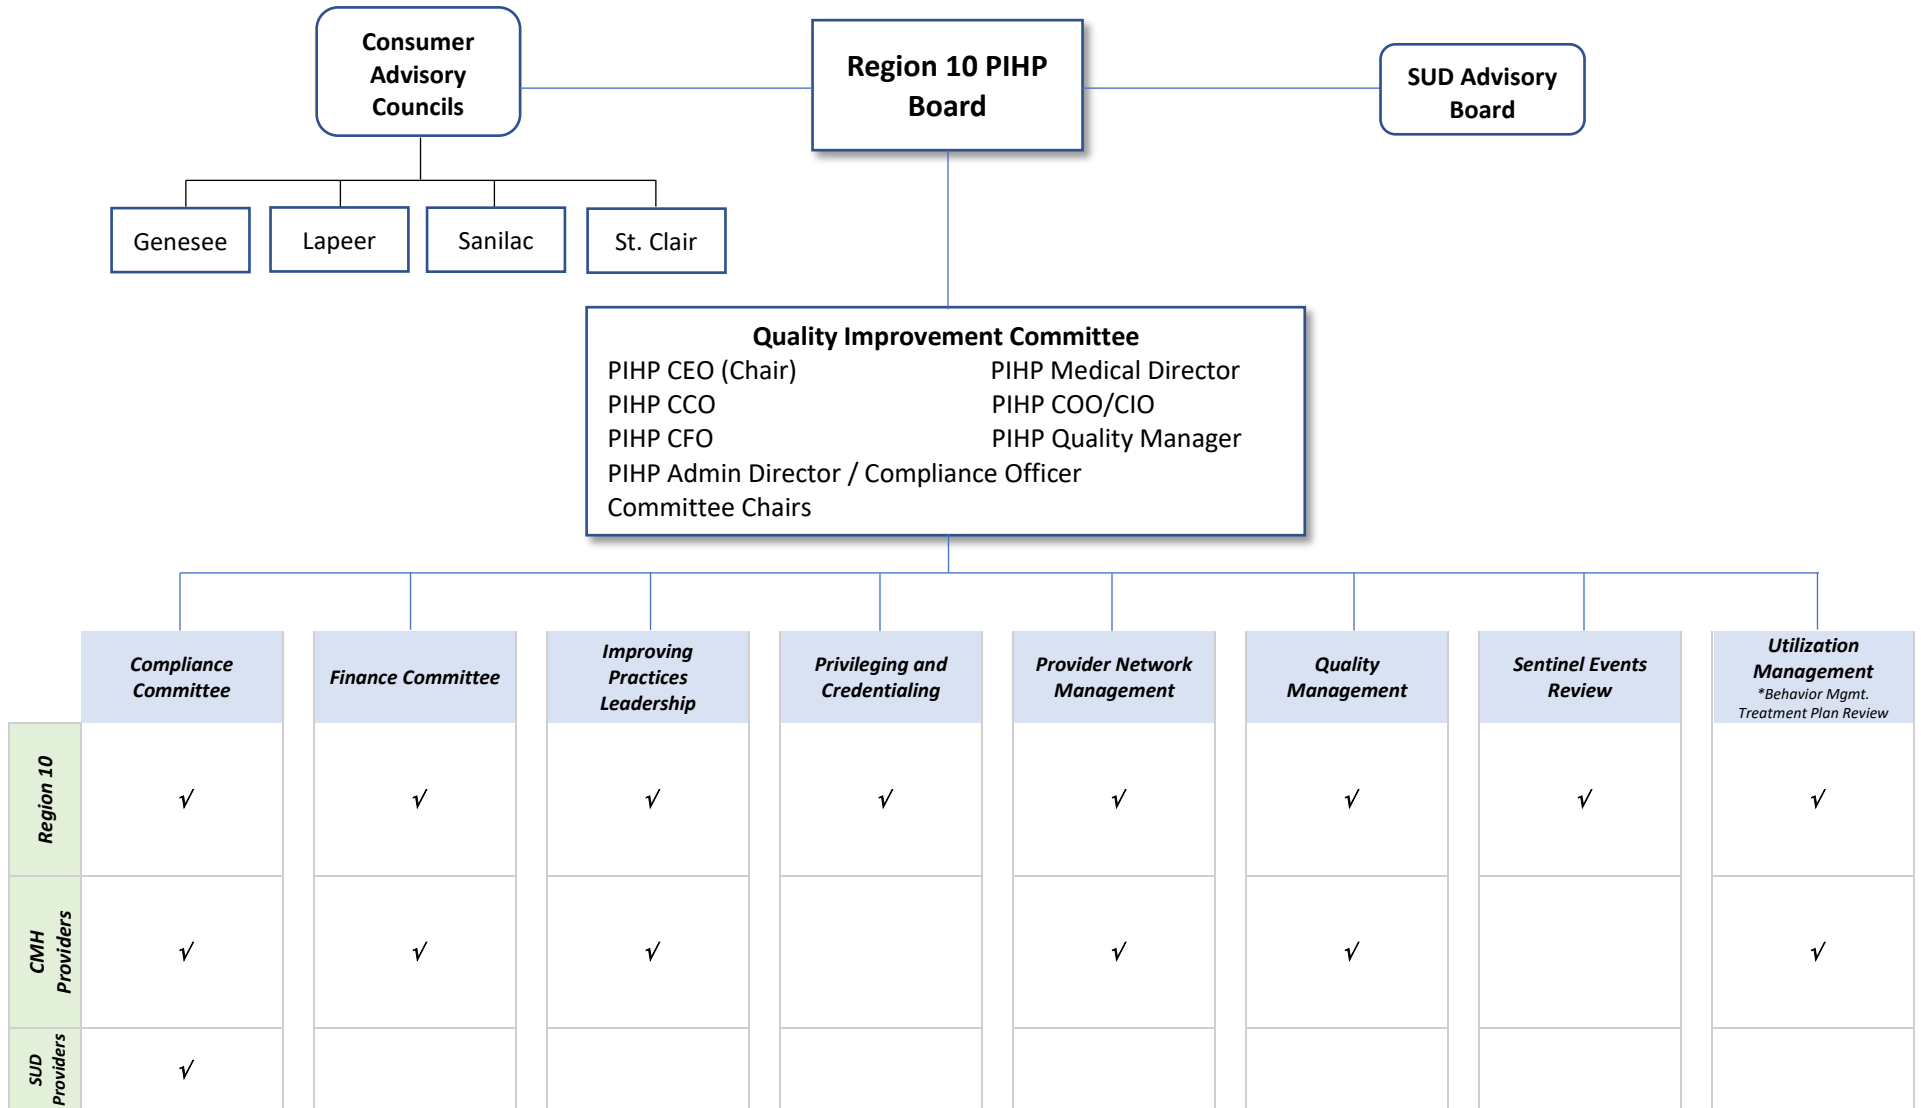 Consumer
Advisory
Councils
Region 10 PIHP
Board
SUD Advisory
Board
Genesee
Lapeer
Sanilac
St. Clair
Quality Improvement Committee
PIHP CEO (Chair)
PIHP Medical Director
PIHP CCO
PIHP COO/CIO
PIHP CFO
PIHP Quality Manager
PIHP Admin Director / Compliance Officer
Committee Chairs
Compliance
Committee
Finance Committee
Improving
Practices
Leadership
Privileging and
Credentialing
Provider Network
Management
Quality
Management
Sentinel Events
Review
Utilization
Management
*Behavior Mgmt.
Treatment Plan Review
Region 10
√ √ √ √ √ √ √ √
CMH
Providers
√ √ √ √ √ √
SUD
Providers
√